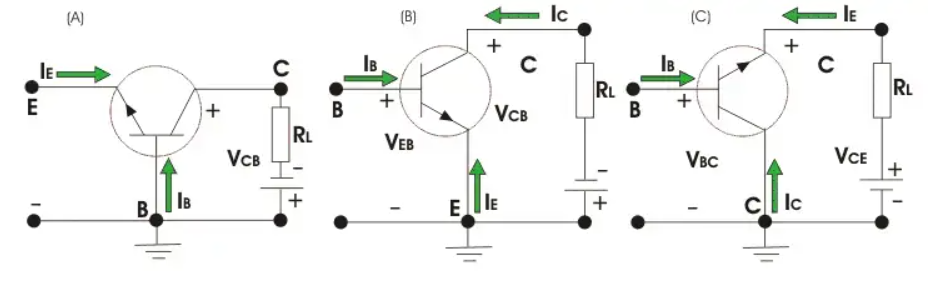 (A)
IE
E
C
+
RL
VCB
-
+
-
B
IB
(B)
IC
+
C
IB
B
+
RL
VCB
VEB
-
+
-
E
IE
(C)
IE
+
C
IB
B
+
RL
VBC
VCE
+
-
-
C
IC